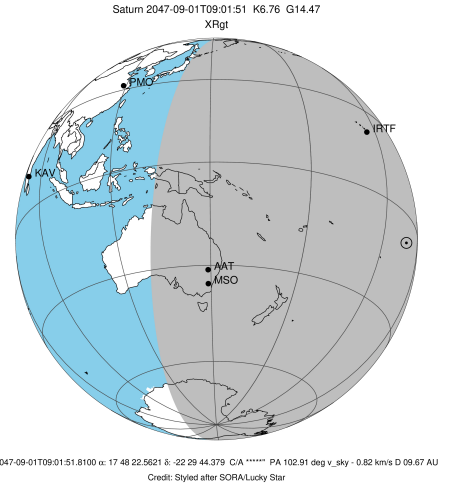 Saturn 2047-09-01T09:01:51 K6.76 G14.47
XRgt
PMO
IRTF
KAV
AAT
MSO
047-09-01T09:01:51.8100 α: 17 48 22.5621 δ: -22 29 44.379 C/A *****" PA 102.91 deg v_sky - 0.82 km/s D 09.67 AU
Credit: Styled after SORA/Lucky Star